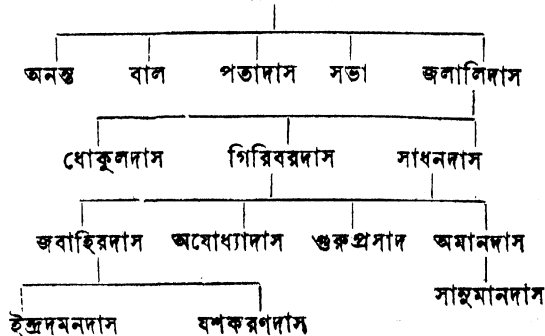 অনন্ত বাল পতাদাস সভা জলালিদাস
ধোকূলদাস গিরিবরদাস সাধনদাস
জবাহিরদাস অযোধ্যাদাস গুরুপ্রসাদ অমানদাস
সান্মানদাস
ইন্দ্রদমনদাস যশকরণদাস